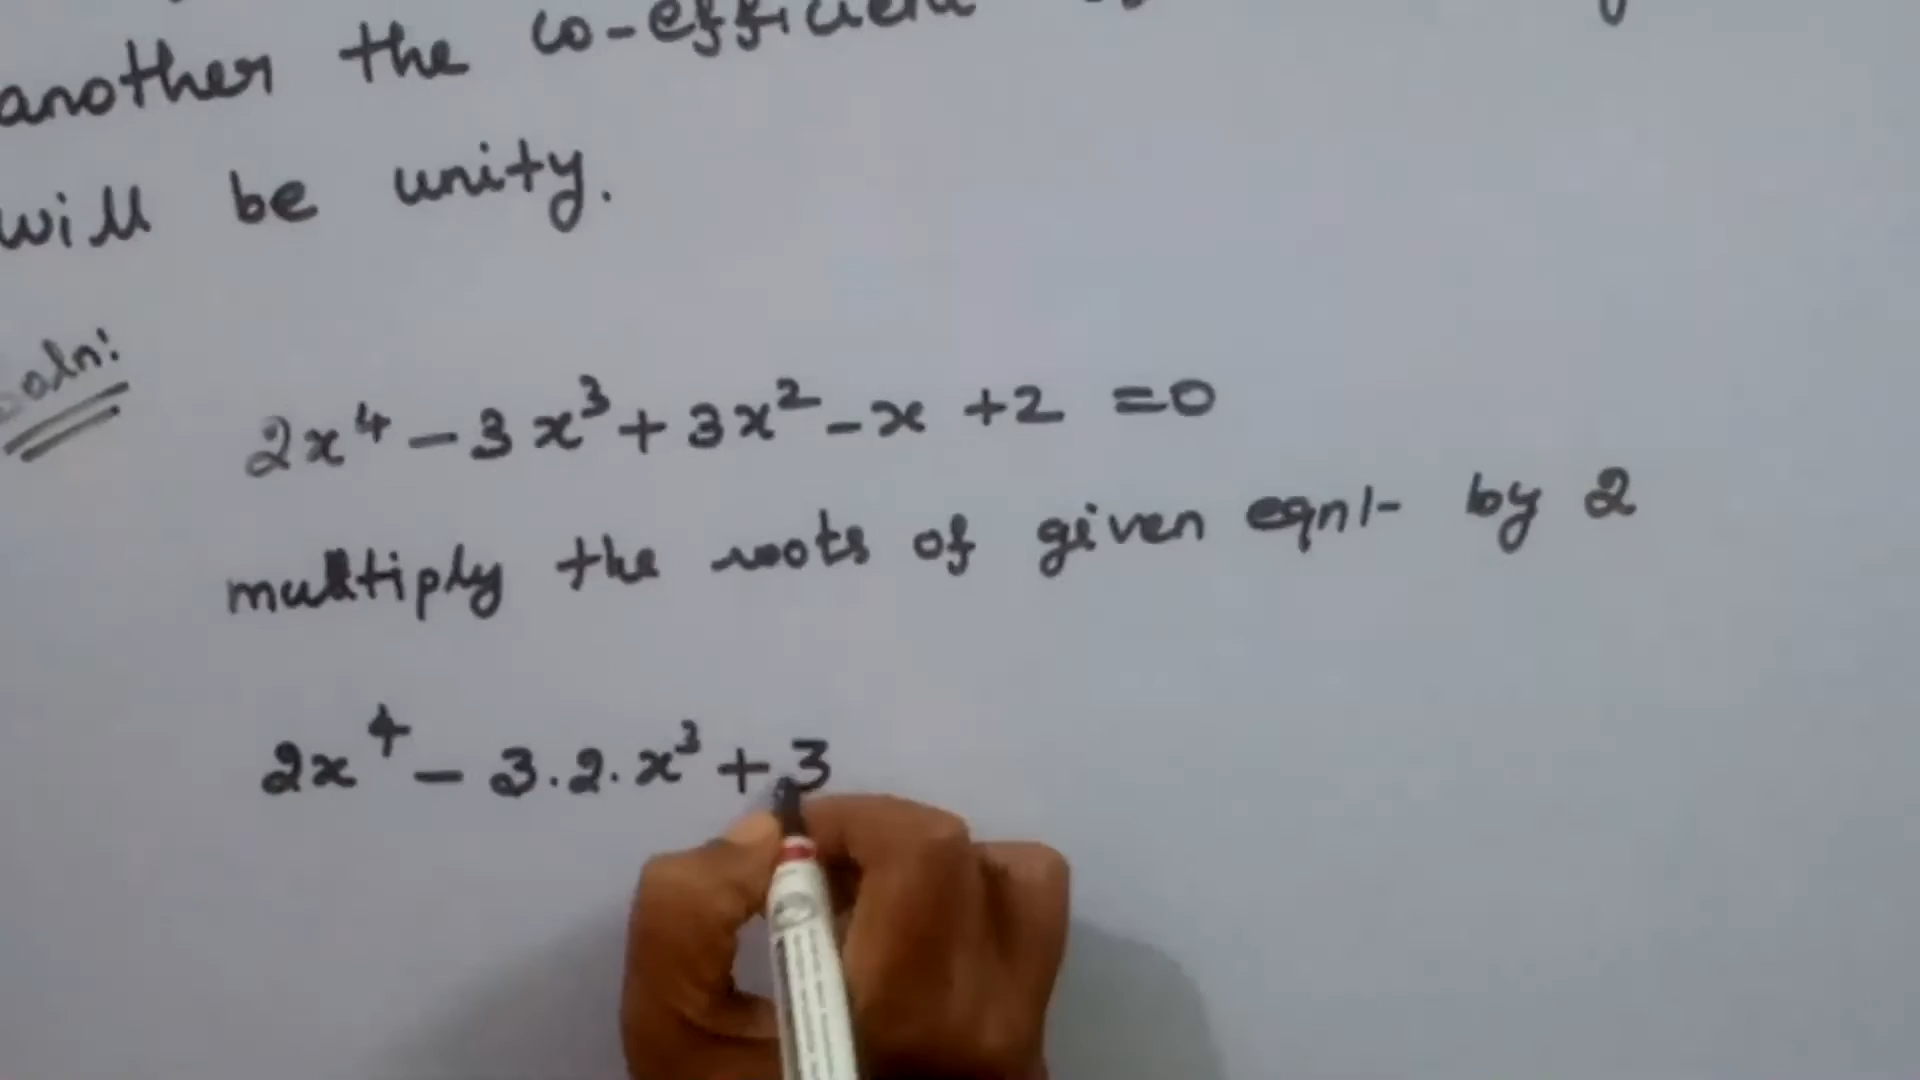 another the co-efficient
will be unity.
Soln:
2x⁴ - 3x³ + 3x² - x + 2 = 0
multiply the roots of given eqn/- by 2
2x⁴ - 3.2.x³ + 3